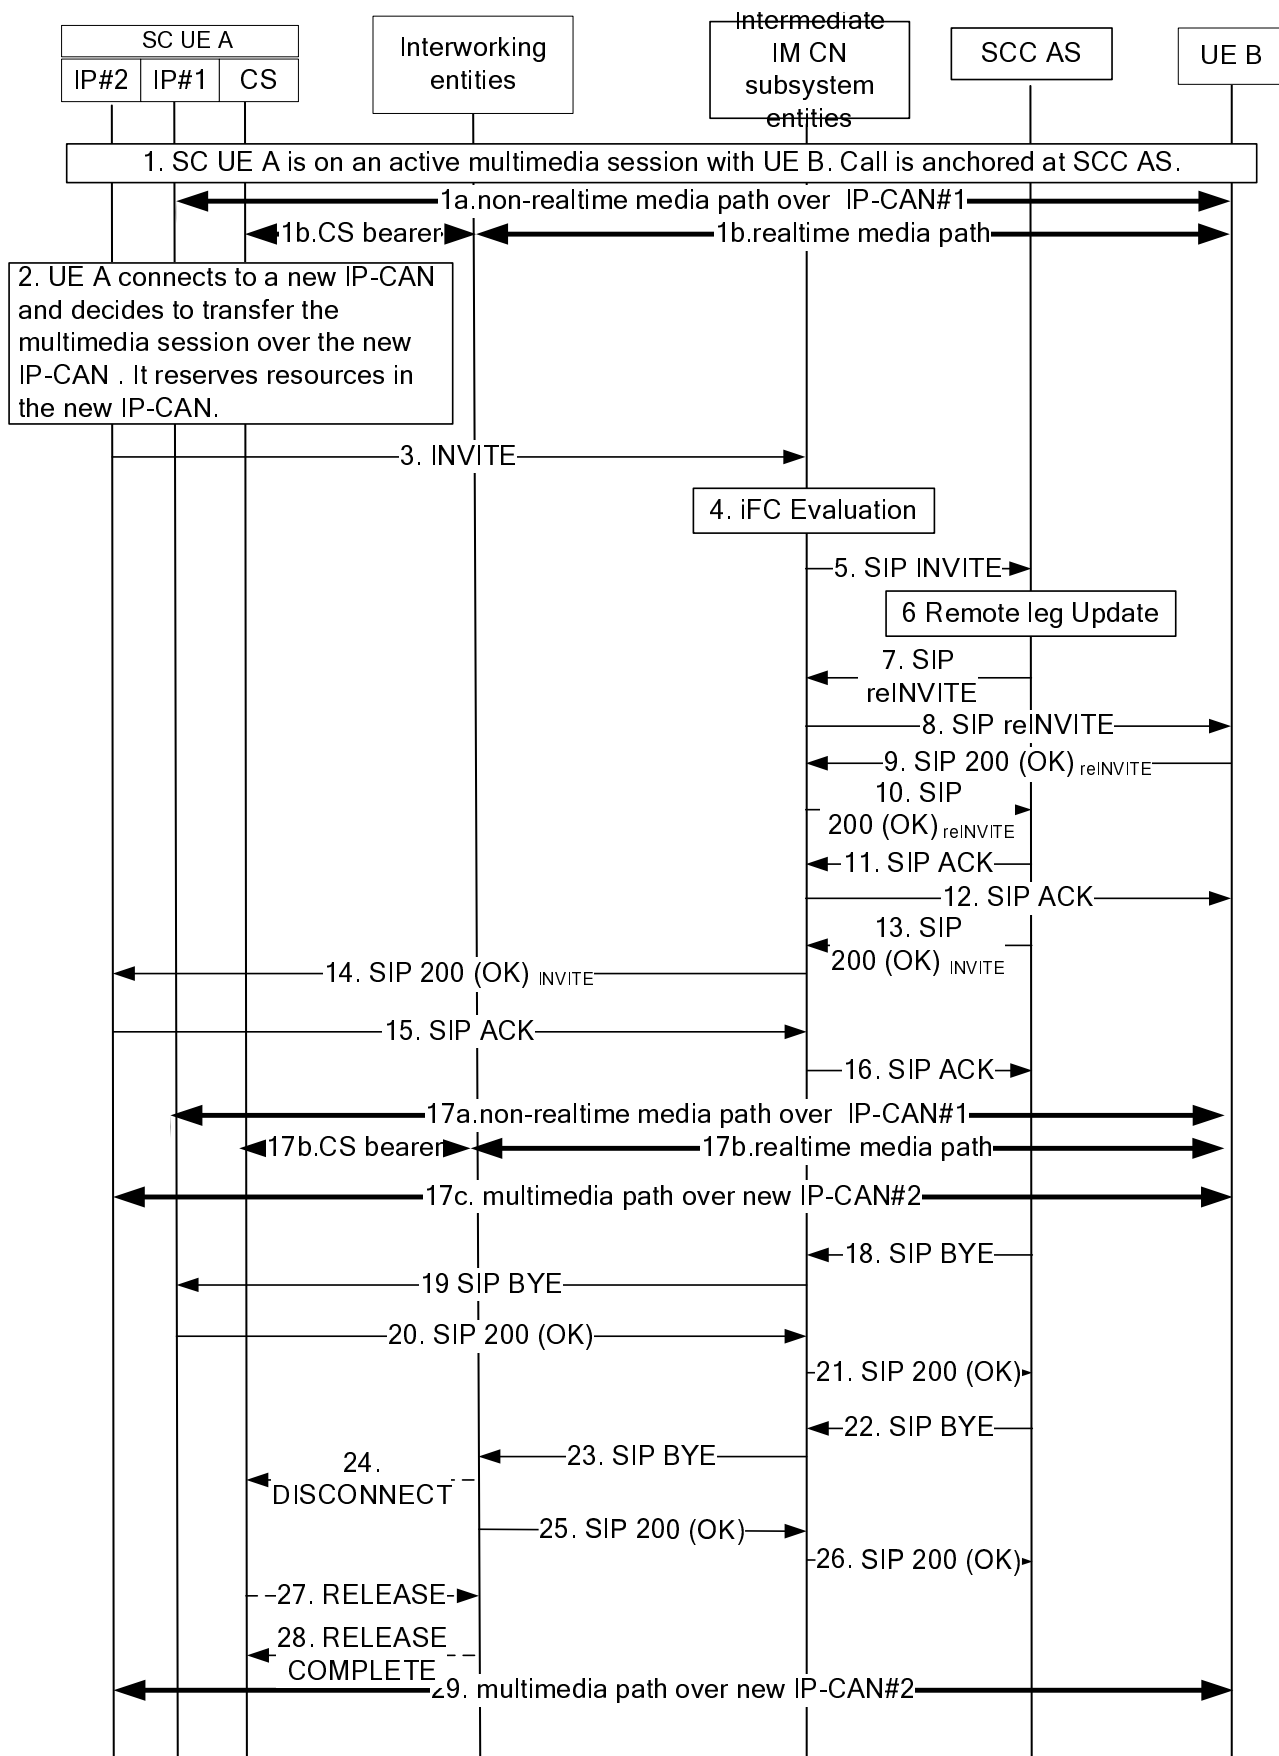 SC UE A
IP#2
IP#1
CS
Interworking
entities
Intermediate
IM CN
subsystem
entities
SCC AS
UE B
1. SC UE A is on an active multimedia session with UE B. Call is anchored at SCC AS.
1a.non-realtime media path over  IP-CAN#1
1b.CS bearer
1b.realtime media path
2. UE A connects to a new IP-CAN
and decides to transfer the
multimedia session over the new
IP-CAN . It reserves resources in
the new IP-CAN.
3. INVITE
4. iFC Evaluation
5. SIP INVITE
6 Remote leg Update
7. SIP
reINVITE
8. SIP reINVITE
9. SIP 200 (OK) reINVITE
10. SIP
200 (OK) reINVITE
11. SIP ACK
12. SIP ACK
13. SIP
200 (OK) INVITE
14. SIP 200 (OK) INVITE
15. SIP ACK
16. SIP ACK
17a.non-realtime media path over  IP-CAN#1
17b.CS bearer
17b.realtime media path
17c. multimedia path over new IP-CAN#2
18. SIP BYE
19 SIP BYE
20. SIP 200 (OK)
21. SIP 200 (OK)
22. SIP BYE
23. SIP BYE
24.
DISCONNECT
25. SIP 200 (OK)
26. SIP 200 (OK)
27. RELEASE
28. RELEASE
COMPLETE
29. multimedia path over new IP-CAN#2